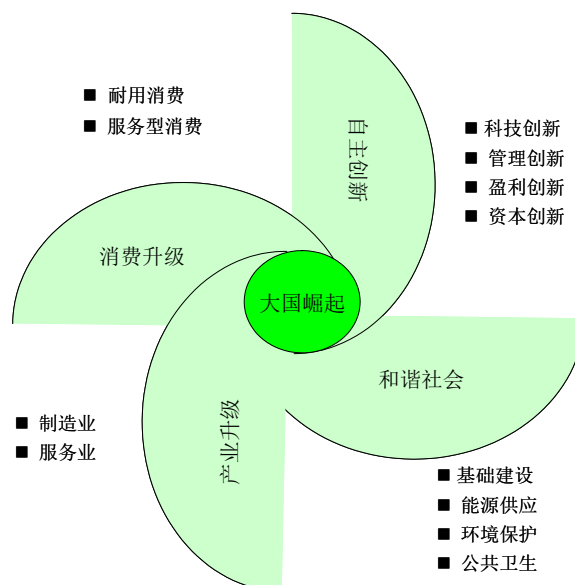 ■ 耐用消费
■ 服务型消费
自主创新
■ 科技创新
■ 管理创新
■ 盈利创新
■ 资本创新
消费升级
大国崛起
和谐社会
产业升级
■ 制造业
■ 服务业
■ 基础建设
■ 能源供应
■ 环境保护
■ 公共卫生